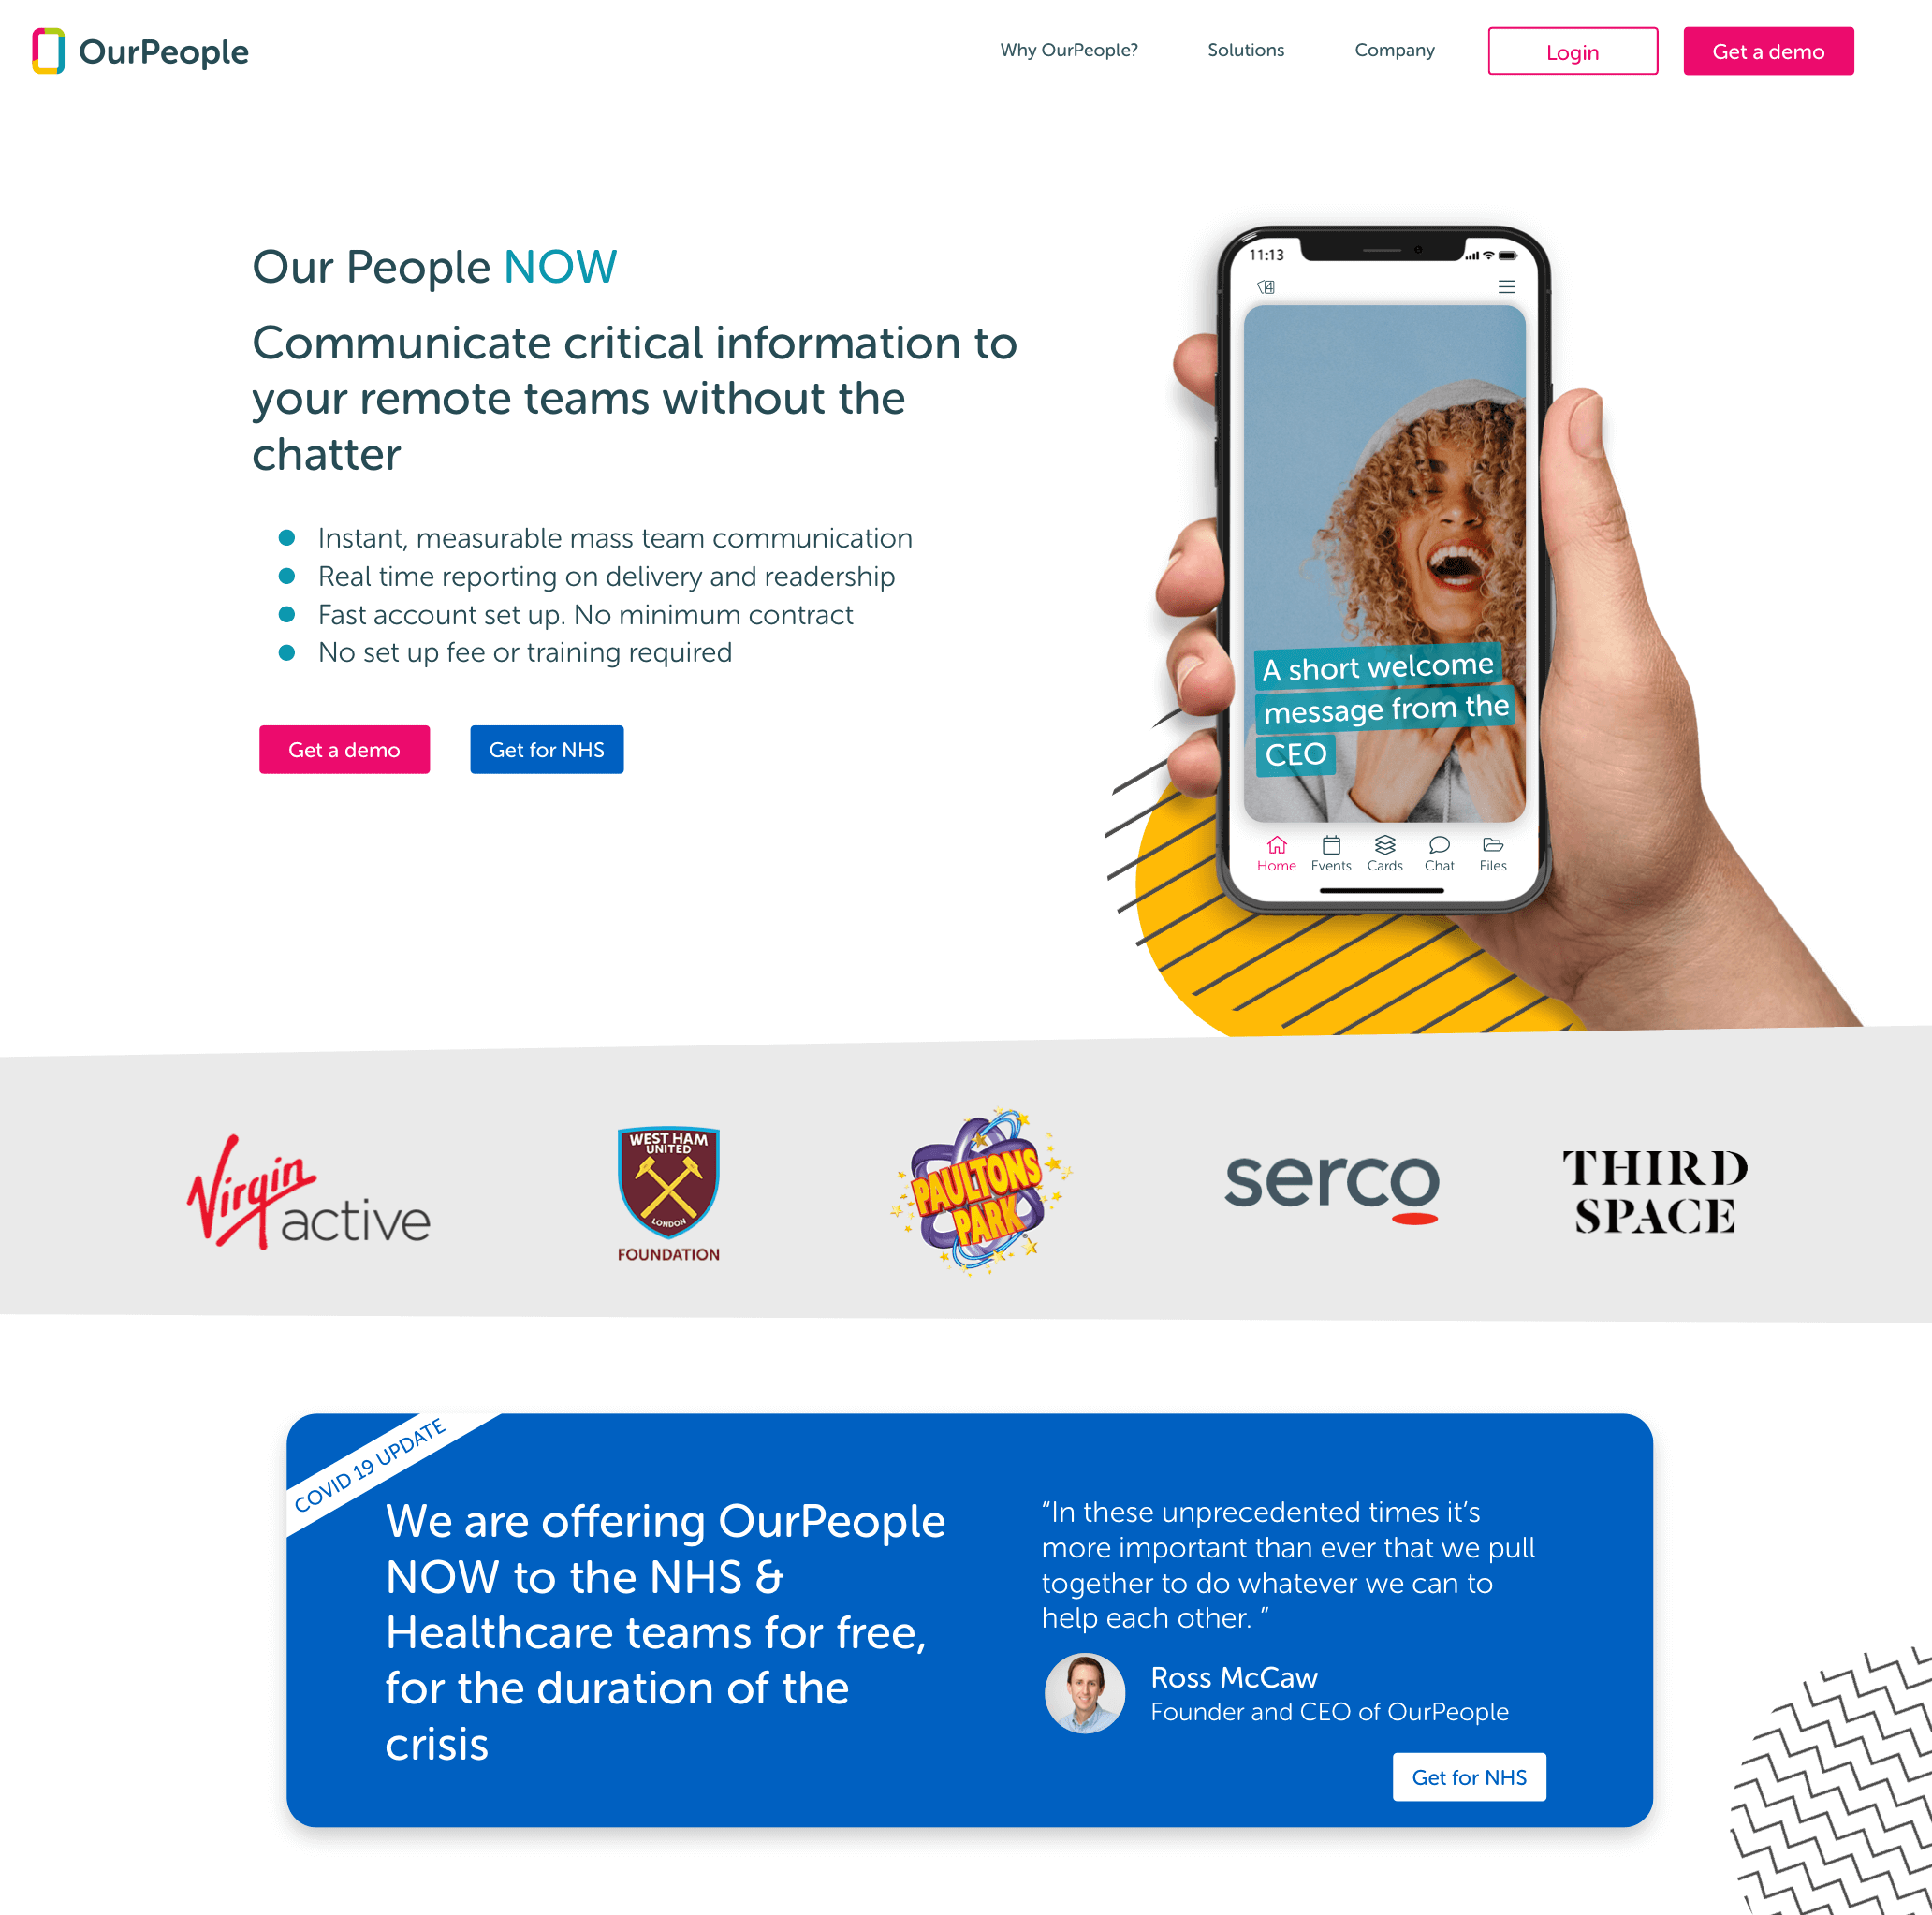 OurPeople
Why OurPeople?
Solutions
Company
Login
Get a demo
Our People NOW
Communicate critical information to
your remote teams without the
chatter
Instant, measurable mass team communication
Real time reporting on delivery and readership
Fast account set up. No minimum contract
No set up fee or training required
Get a demo
Get for NHS
11:13
4
A short welcome
message from the
CEO
Home
Events
Cards
Chat
Files
Virgin
active
WEST HAM
UNITED
LONDON
FOUNDATION
PAULTONS
PARK
serco
THIRD
SPACE
COVID 19 UPDATE
We are offering OurPeople
NOW to the NHS &
Healthcare teams for free,
for the duration of the
crisis
“In these unprecedented times it’s
more important than ever that we pull
together to do whatever we can to
help each other. ”
Ross McCaw
Founder and CEO of OurPeople
Get for NHS